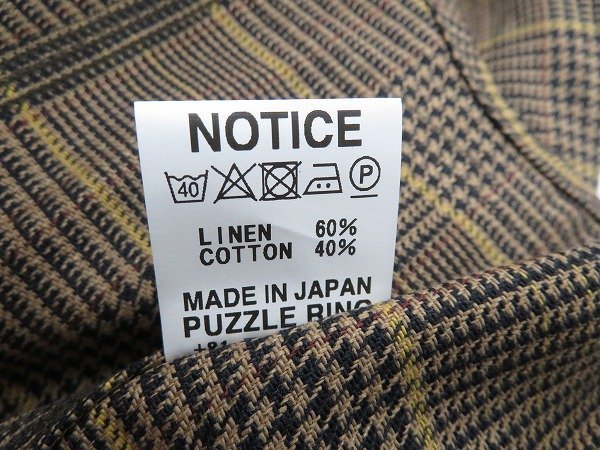 NOTICE
40 P
LINEN 60%
COTTON 40%
MADE IN JAPAN
PUZZLE RING